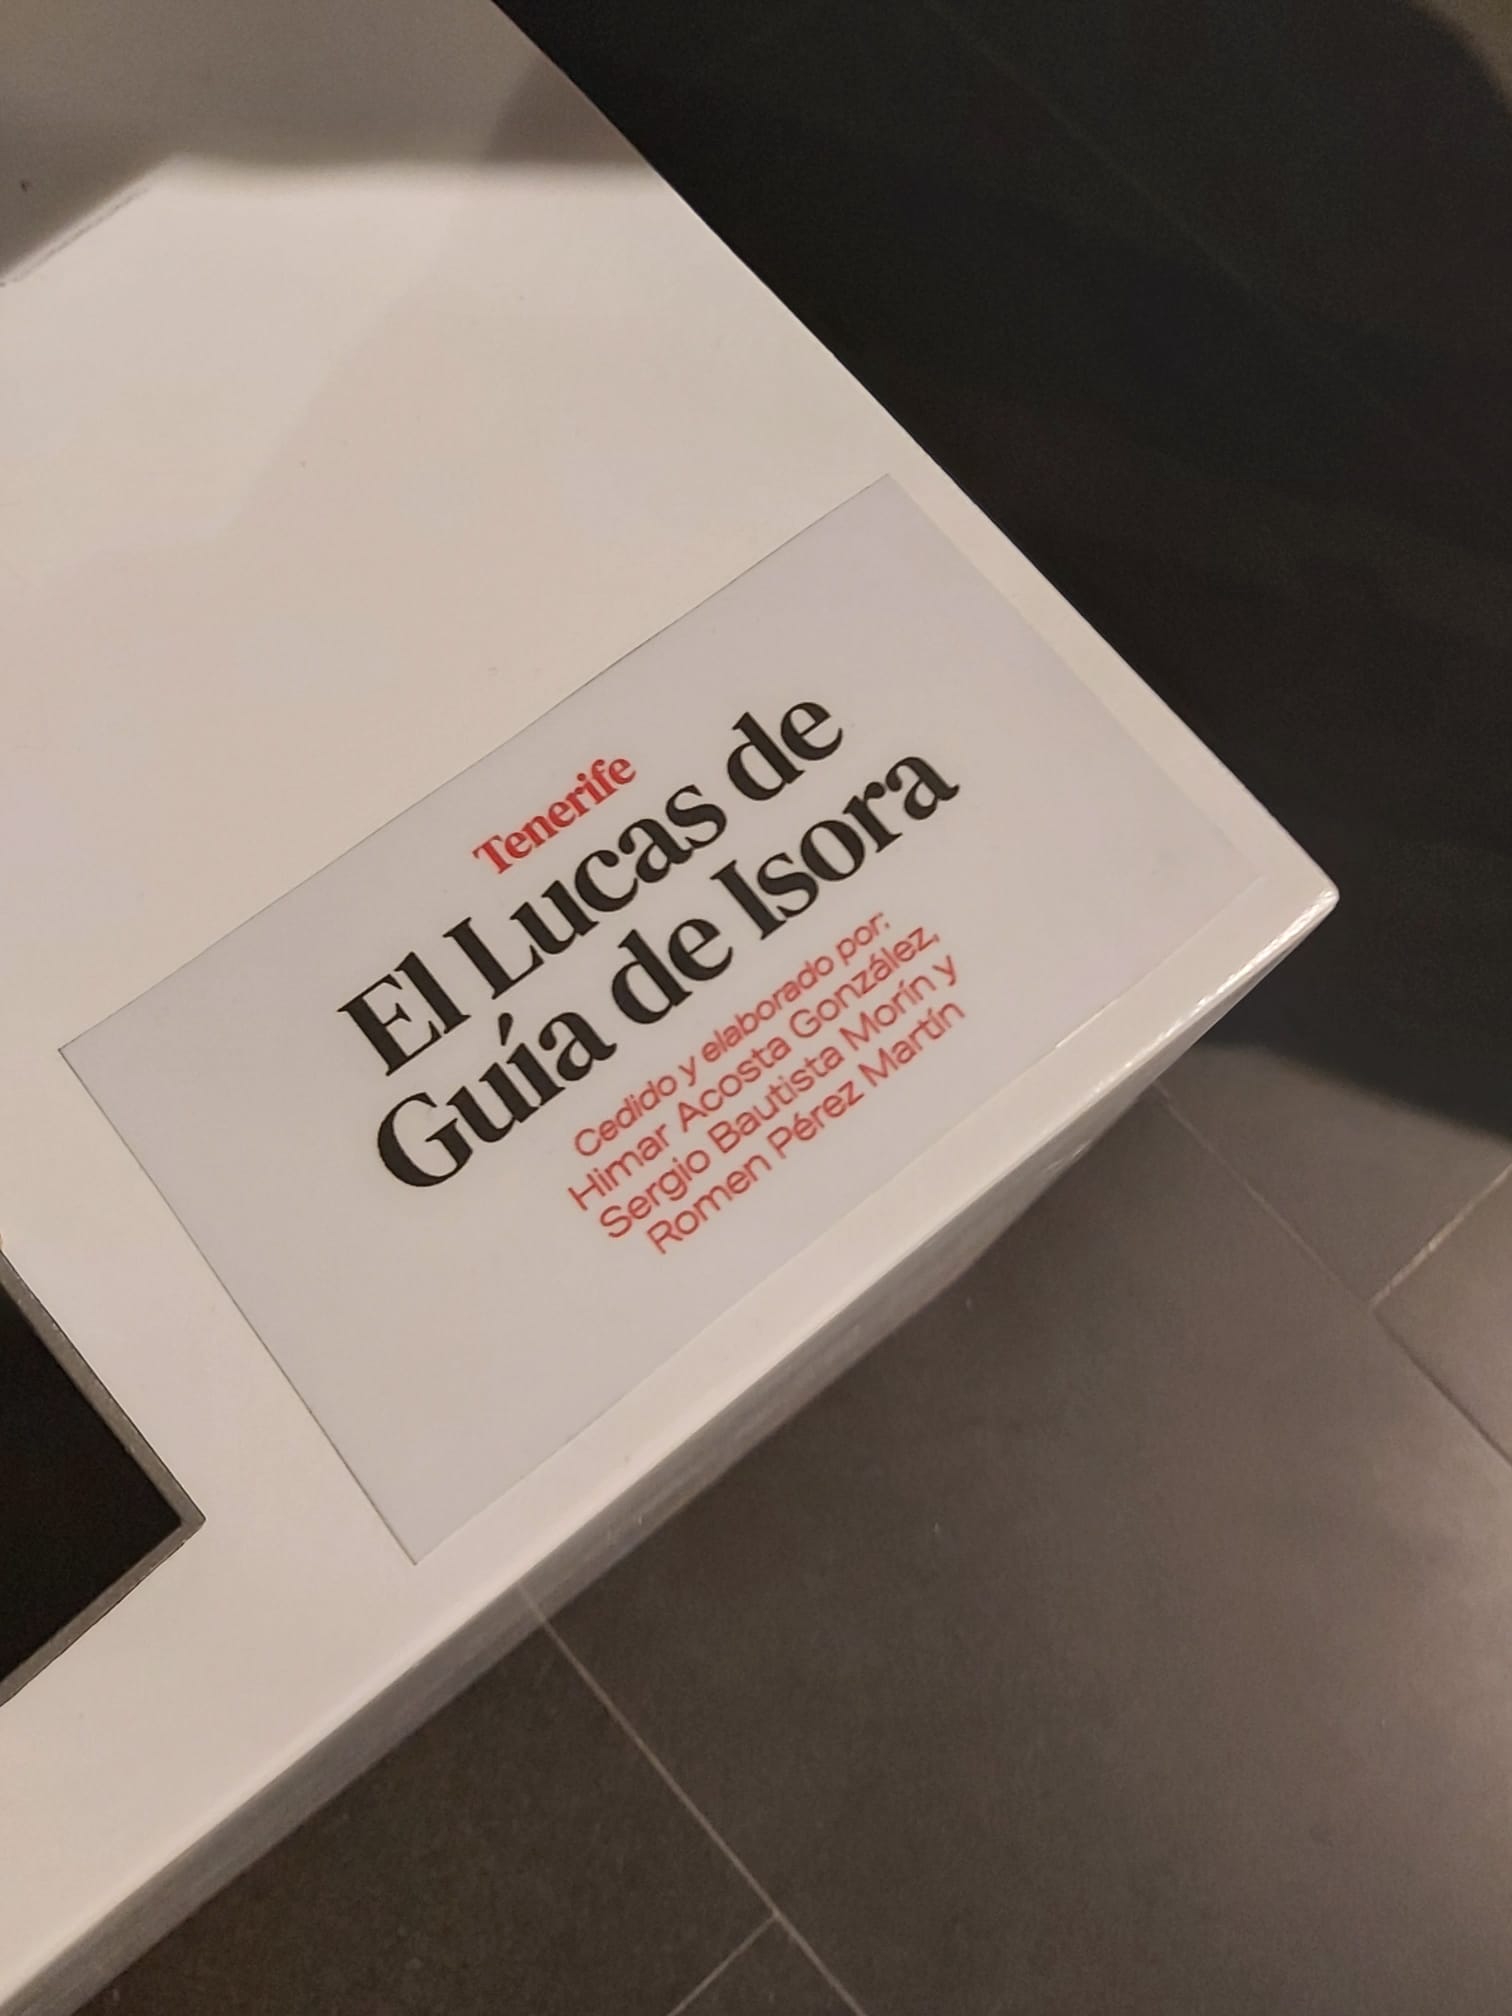 Tenerife
El Lucas de
Guía de Isora
Cedido y elaborado por:
Himar Acosta González,
Sergio Bautista Morín y
Romen Pérez Martín